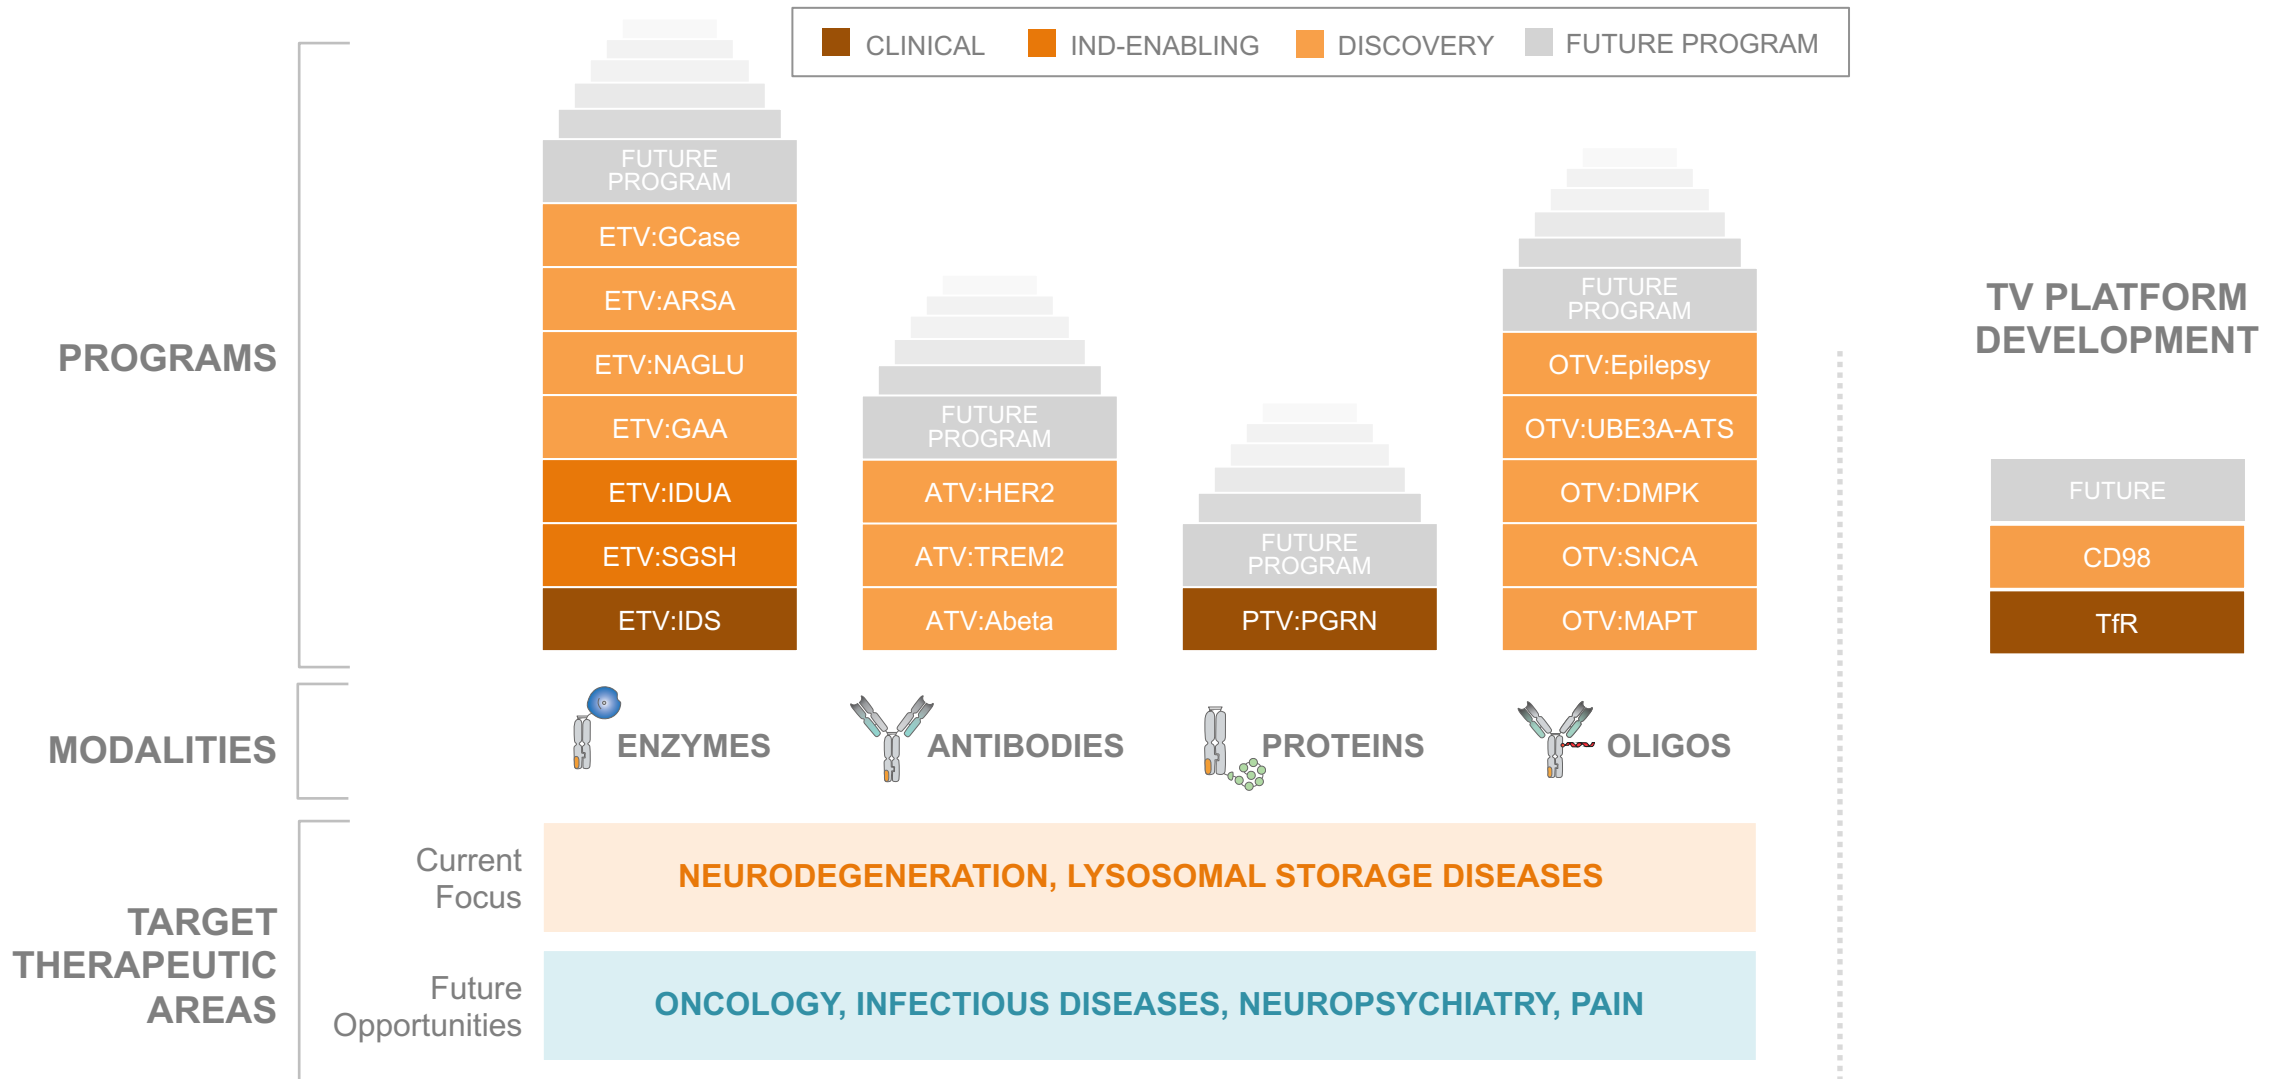 CLINICAL
IND-ENABLING
DISCOVERY
FUTURE PROGRAM
PROGRAMS
FUTURE
PROGRAM
ETV:GCase
ETV:ARSA
ETV:NAGLU
ETV:GAA
ETV:IDUA
ETV:SGSH
ETV:IDS
FUTURE
PROGRAM
ATV:HER2
ATV:TREM2
ATV:Abeta
FUTURE
PROGRAM
PTV:PGRN
FUTURE
PROGRAM
OTV:Epilepsy
OTV:UBE3A-ATS
OTV:DMPK
OTV:SNCA
OTV:MAPT
TV PLATFORM
DEVELOPMENT
FUTURE
CD98
TfR
MODALITIES
ENZYMES
ANTIBODIES
PROTEINS
OLIGOS
TARGET
THERAPEUTIC
AREAS
Current
Focus
NEURODEGENERATION, LYSOSOMAL STORAGE DISEASES
Future
Opportunities
ONCOLOGY, INFECTIOUS DISEASES, NEUROPSYCHIATRY, PAIN